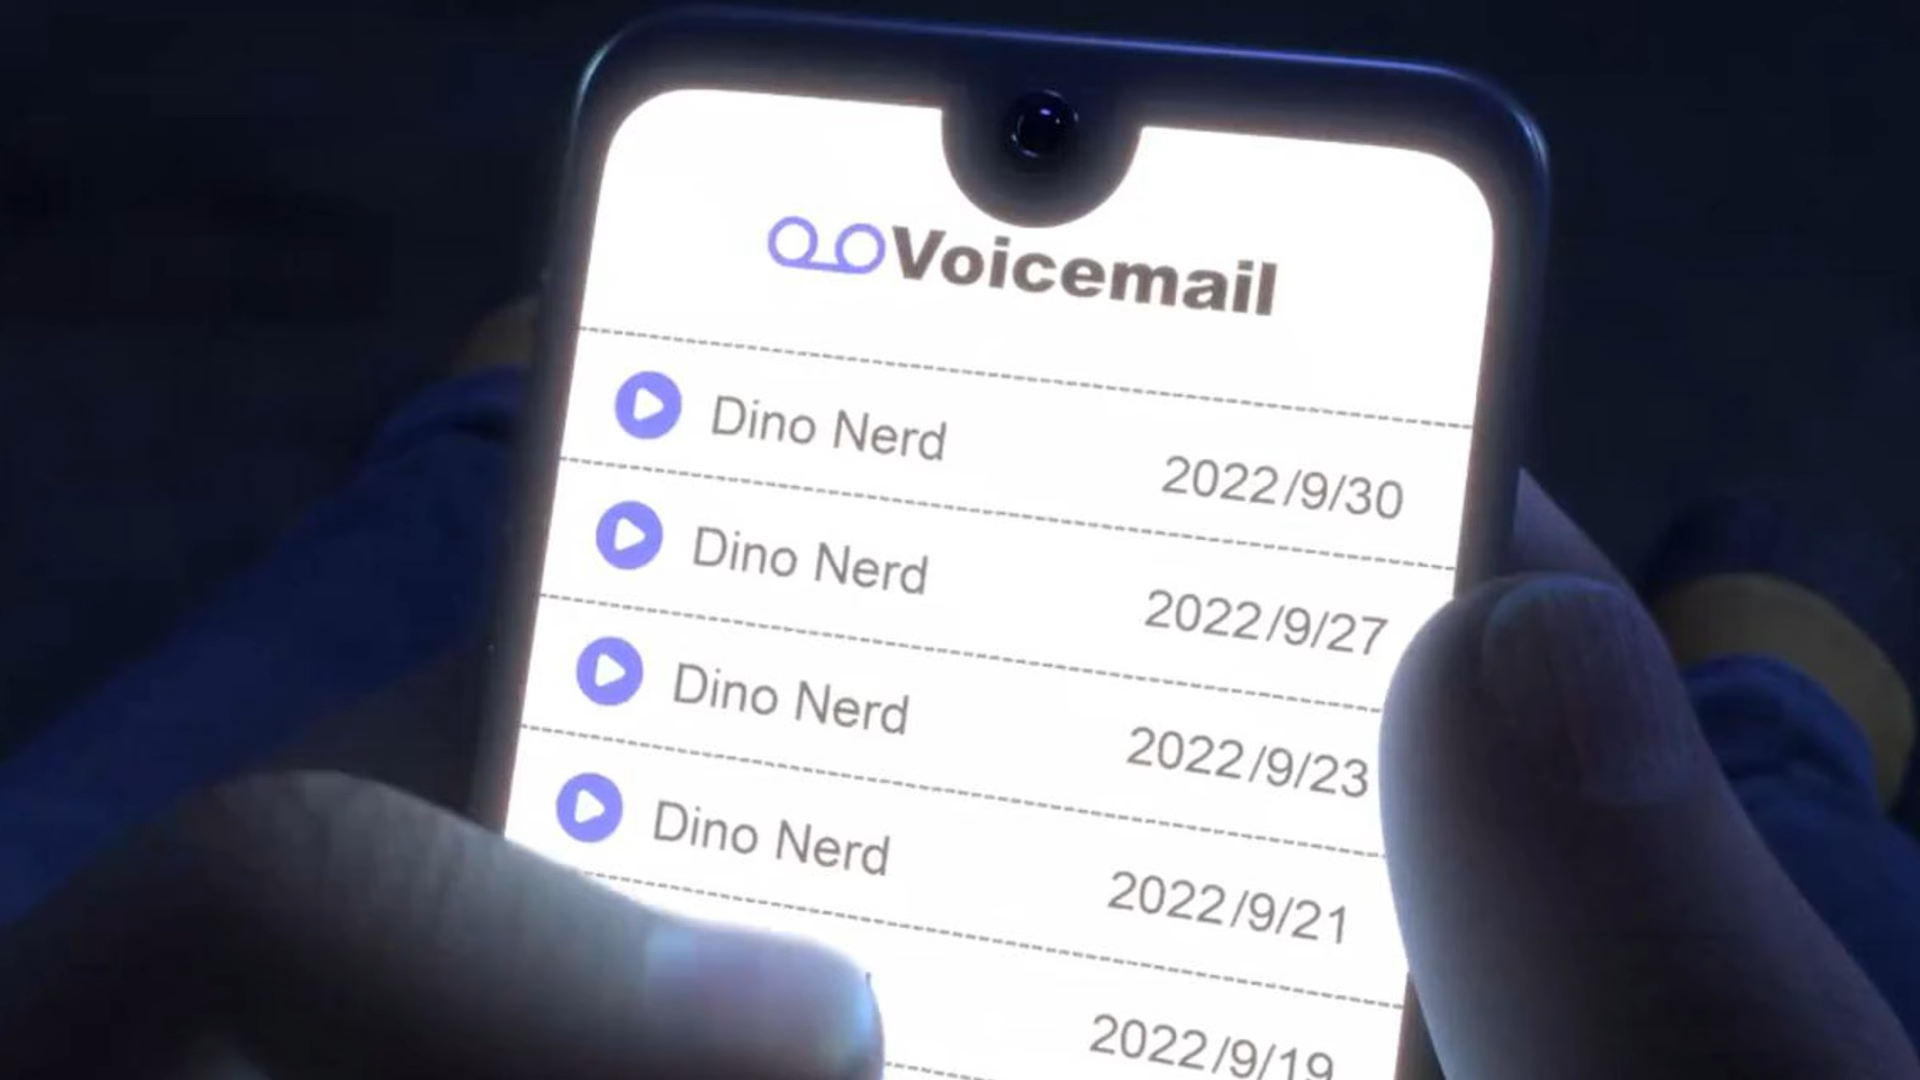 Voicemail
Dino Nerd 2022/9/30
Dino Nerd 2022/9/27
Dino Nerd 2022/9/23
Dino Nerd 2022/9/21
2022/9/19